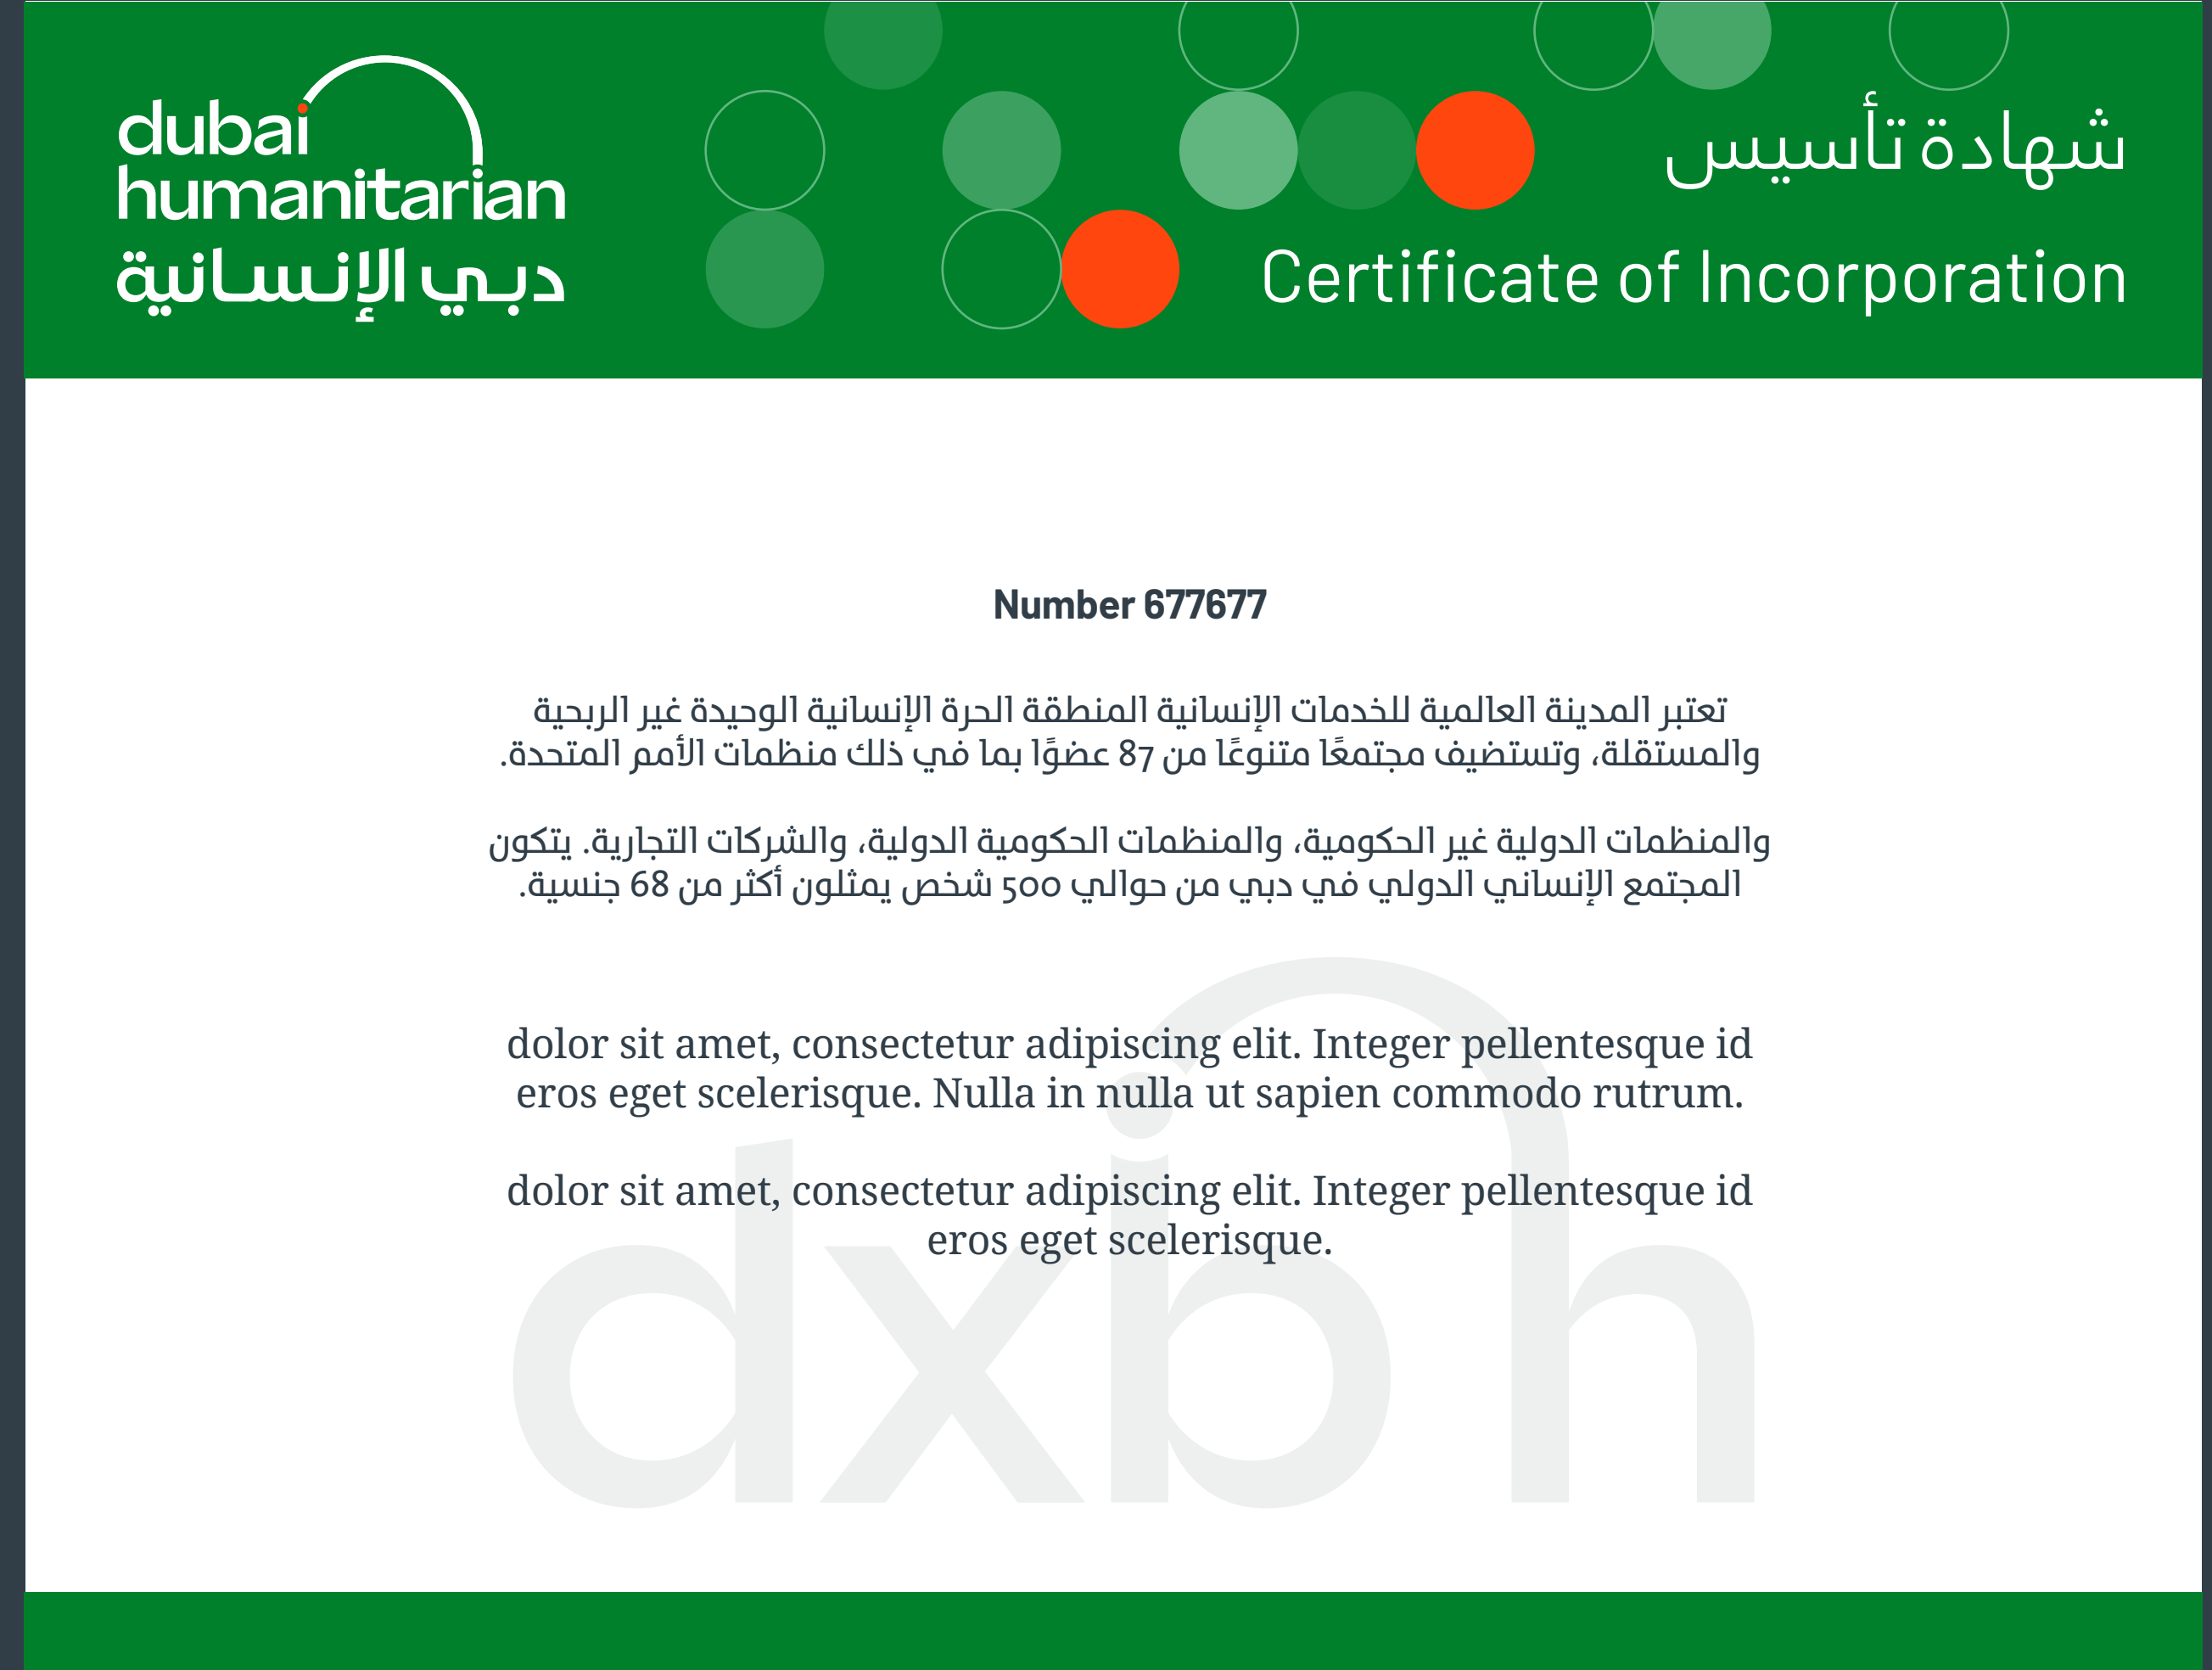 dubai
humanitarian
دبي الإنسانية
شهادة تأسيس
Certificate of Incorporation
Number 677677
تعتبر المدينة العالمية للخدمات الإنسانية المنطقة الحرة الإنسانية الوحيدة غير الربحية
والمستقلة، وتستضيف مجتمعًا متنوعًا من 87 عضوًا بما في ذلك منظمات الأمم المتحدة.
والمنظمات الدولية غير الحكومية، والمنظمات الحكومية الدولية، والشركات التجارية. يتكون
المجتمع الإنساني الدولي في دبي من حوالي 500 شخص يمثلون أكثر من 68 جنسية.
dolor sit amet, consectetur adipiscing elit. Integer pellentesque id
eros eget scelerisque. Nulla in nulla ut sapien commodo rutrum.
dolor sit amet, consectetur adipiscing elit. Integer pellentesque id
eros eget scelerisque.
dxb h